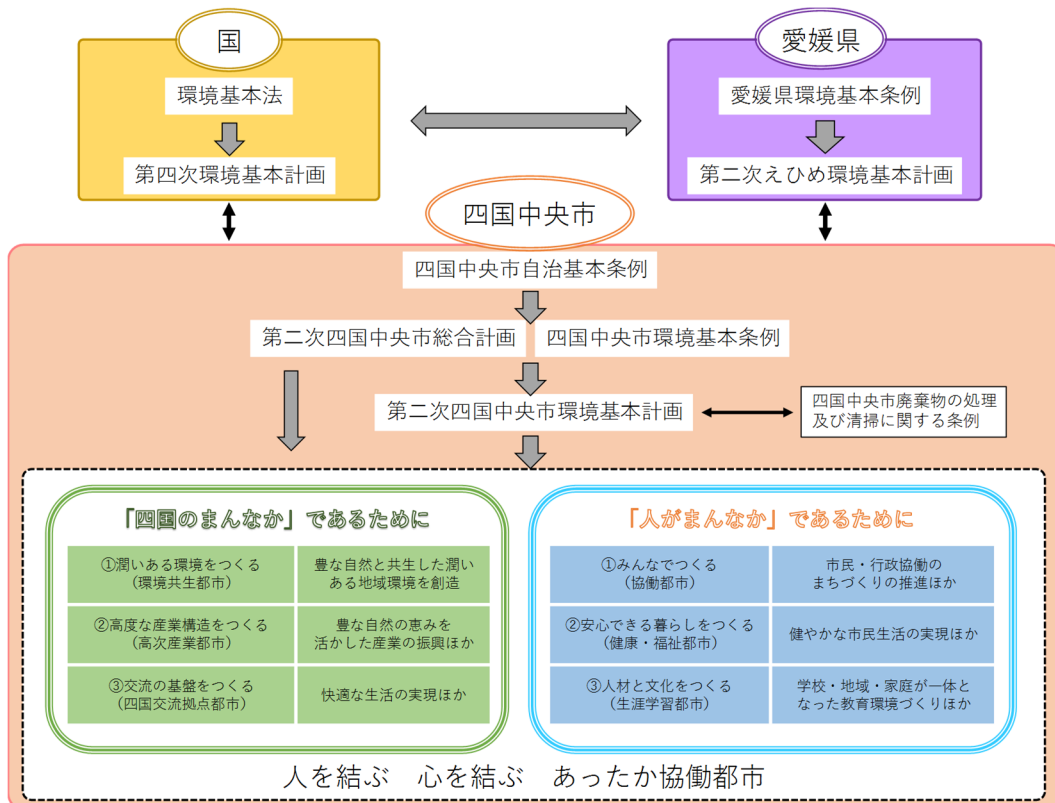 国
環境基本法
第四次環境基本計画
愛媛県
愛媛県環境基本条例
第二次えひめ環境基本計画
四国中央市
四国中央市自治基本条例
第二次四国中央市総合計画
四国中央市環境基本条例
第二次四国中央市環境基本計画
四国中央市廃棄物の処理
及び清掃に関する条例
「四国のまんなか」であるために
①潤いある環境をつくる
(環境共生都市)
豊な自然と共生した潤い
ある地域環境を創造
②高度な産業構造をつくる
(高次産業都市)
豊な自然の恵みを
活かした産業の振興ほか
③交流の基盤をつくる
(四国交流拠点都市)
快適な生活の実現ほか
「人がまんなか」であるために
①みんなでつくる
(協働都市)
市民・行政協働の
まちづくりの推進ほか
②安心できる暮らしをつくる
(健康・福祉都市)
健やかな市民生活の実現ほか
③人材と文化をつくる
(生涯学習都市)
学校・地域・家庭が一体と
なった教育環境づくりほか
人を結ぶ 心を結ぶ あったか協働都市